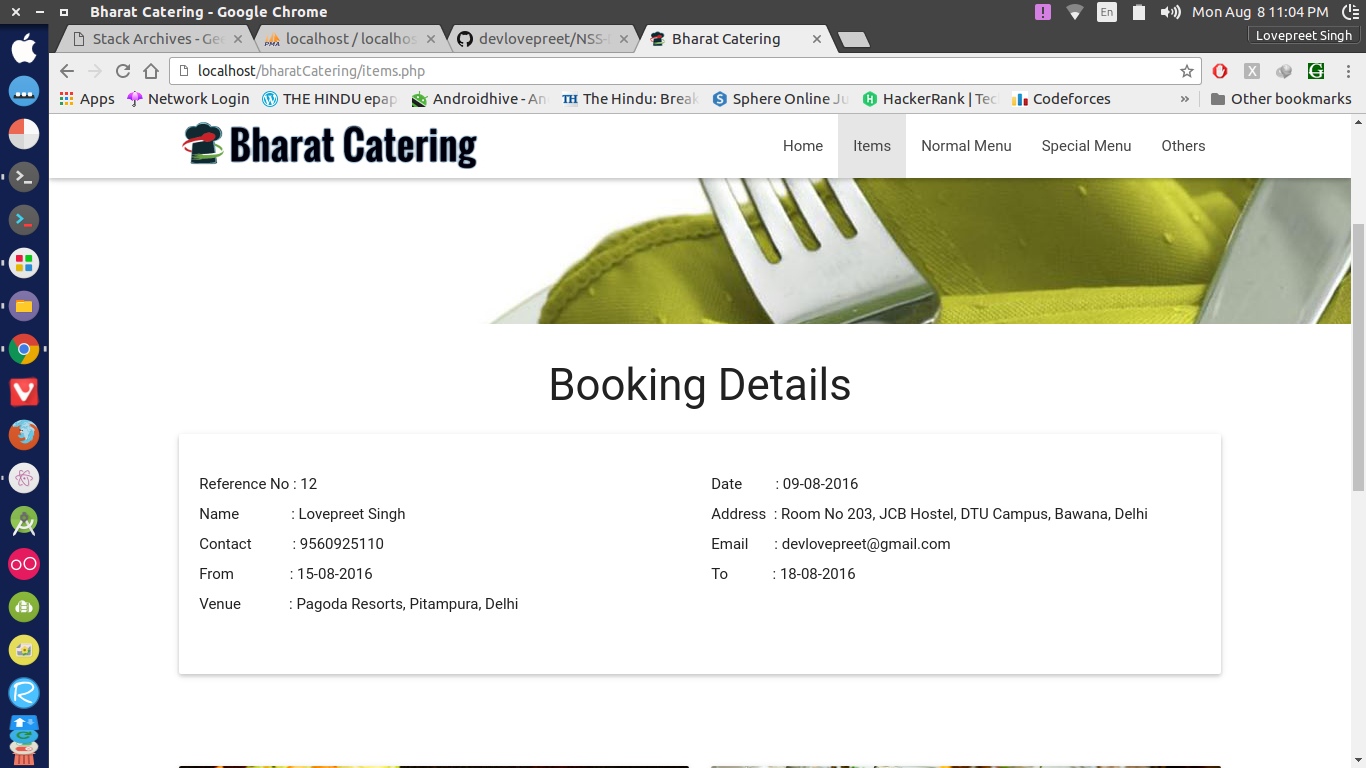 Bharat Catering - Google Chrome
En
Mon Aug 8 11:04 PM
Lovepreet Singh
Stack Archives - Gee
PMA localhost / localhos
devlovepreet/NSS-
Bharat Catering
localhost/bharatCatering/items.php
Apps
Network Login
THE HINDU epap
Androidhive - An
TH The Hindu: Break
Sphere Online Ju
HackerRank | Tec
Codeforces
»
Other bookmarks
Bharat Catering
Home
Items
Normal Menu
Special Menu
Others
Booking Details
Reference No : 12
Name : Lovepreet Singh
Contact : 9560925110
From : 15-08-2016
Venue : Pagoda Resorts, Pitampura, Delhi
Date : 09-08-2016
Address : Room No 203, JCB Hostel, DTU Campus, Bawana, Delhi
Email : devlovepreet@gmail.com
To : 18-08-2016